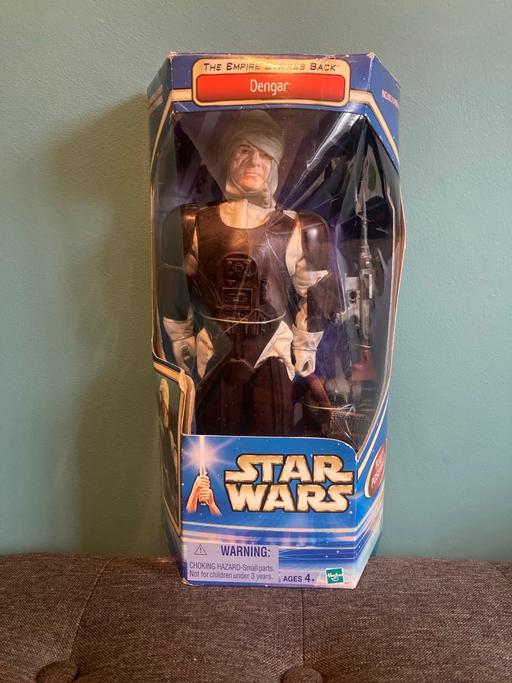 THE EMPIRE STRIKES BACK
Dengar
STAR
WARS
WARNING:
CHOKING HAZARD-Small parts.
Not for children under 3 years.
AGES 4+
Hasbro